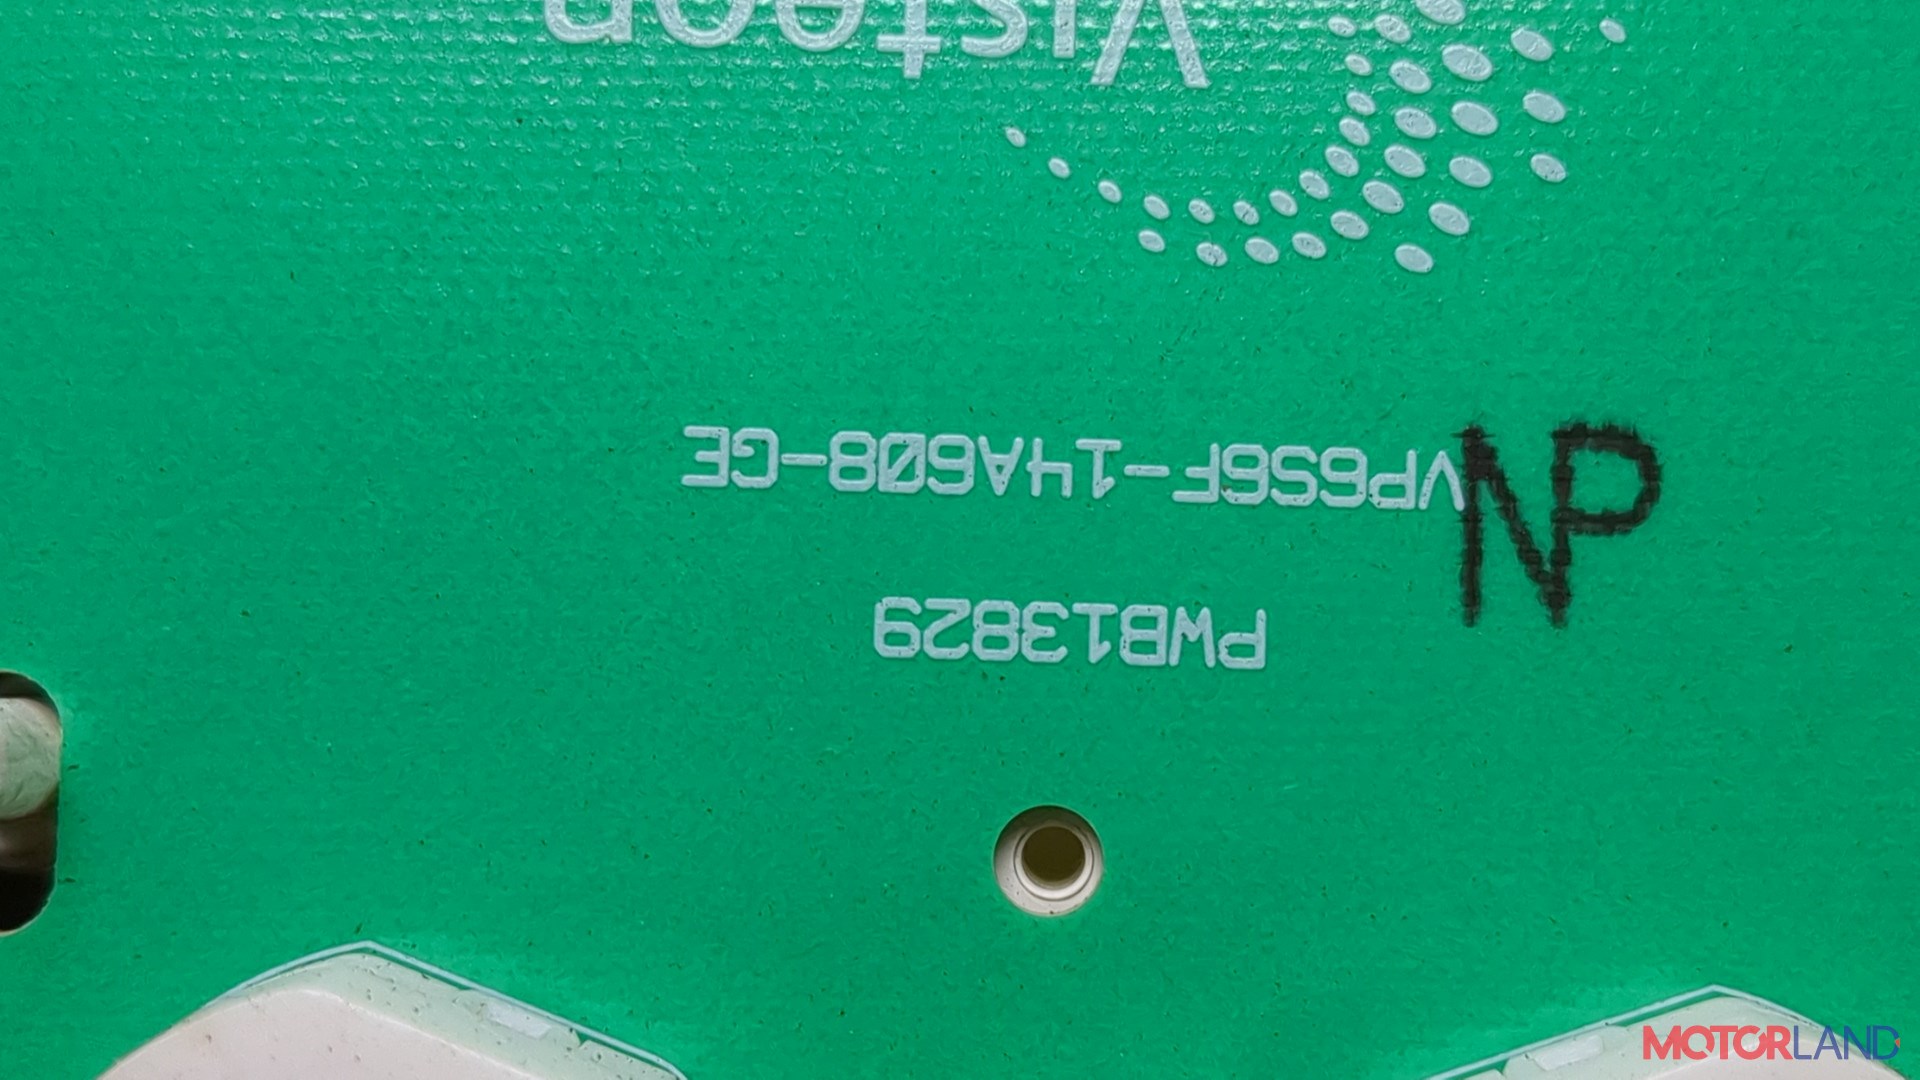 Visteon
VP6S6F-14A608-GE
NP
PWB13829
MOTORLAND